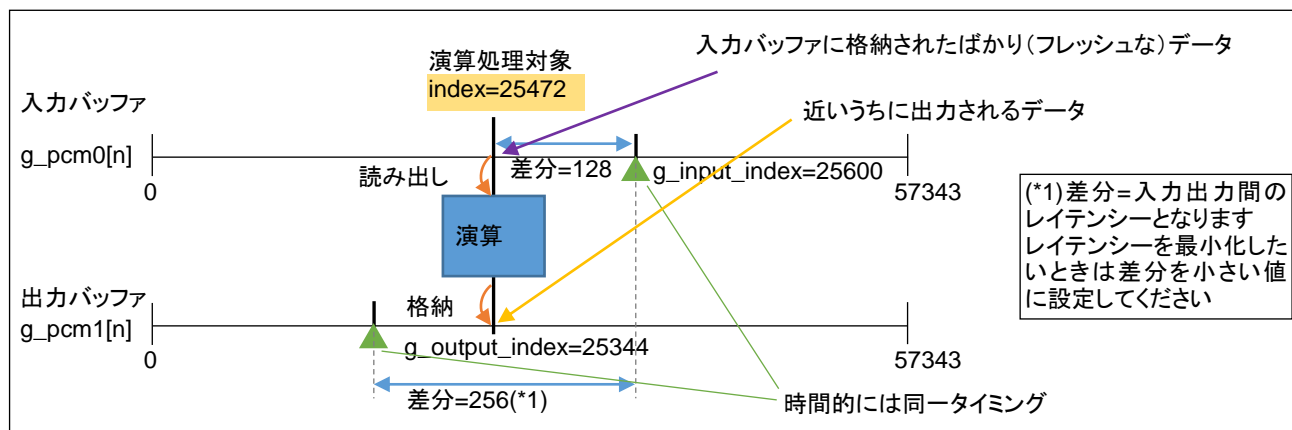 入力バッファに格納されたばかり(フレッシュな)データ
演算処理対象
index=25472
入力バッファ
近いうちに出力されるデータ
g_pcm0[n]
差分=128
g_input_index=25600
読み出し
0
57343
(*1)差分=入力出力間の
レイテンシーとなります
レイテンシーを最小化した
いときは差分を小さい値
に設定してください
演算
出力バッファ
格納
g_pcm1[n]
g_output_index=25344
0
57343
差分=256(*1)
時間的には同一タイミング